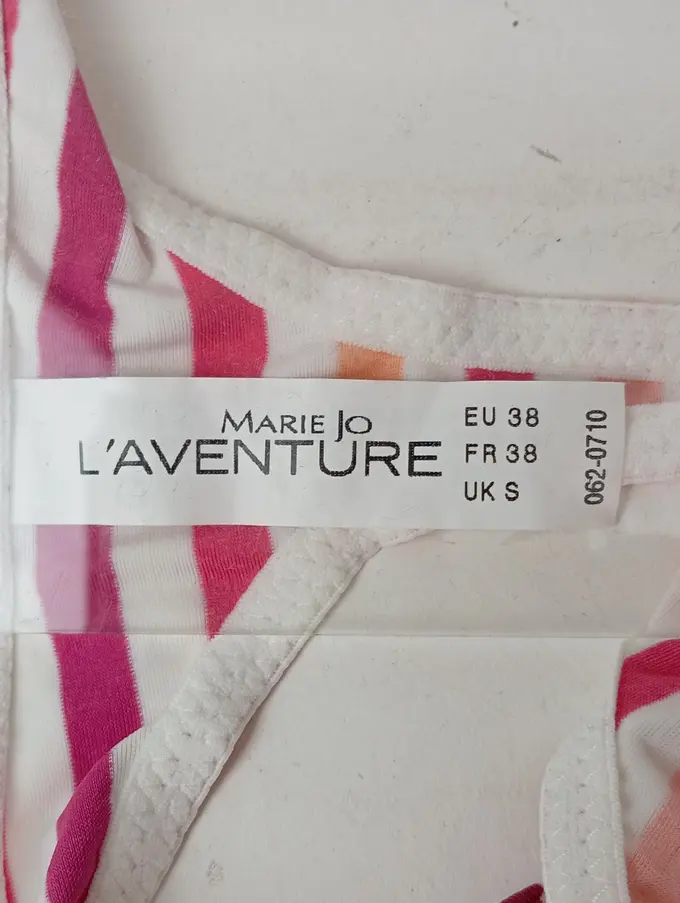 MARIE JO
L'AVENTURE
EU 38
FR 38
UK S
062-0710